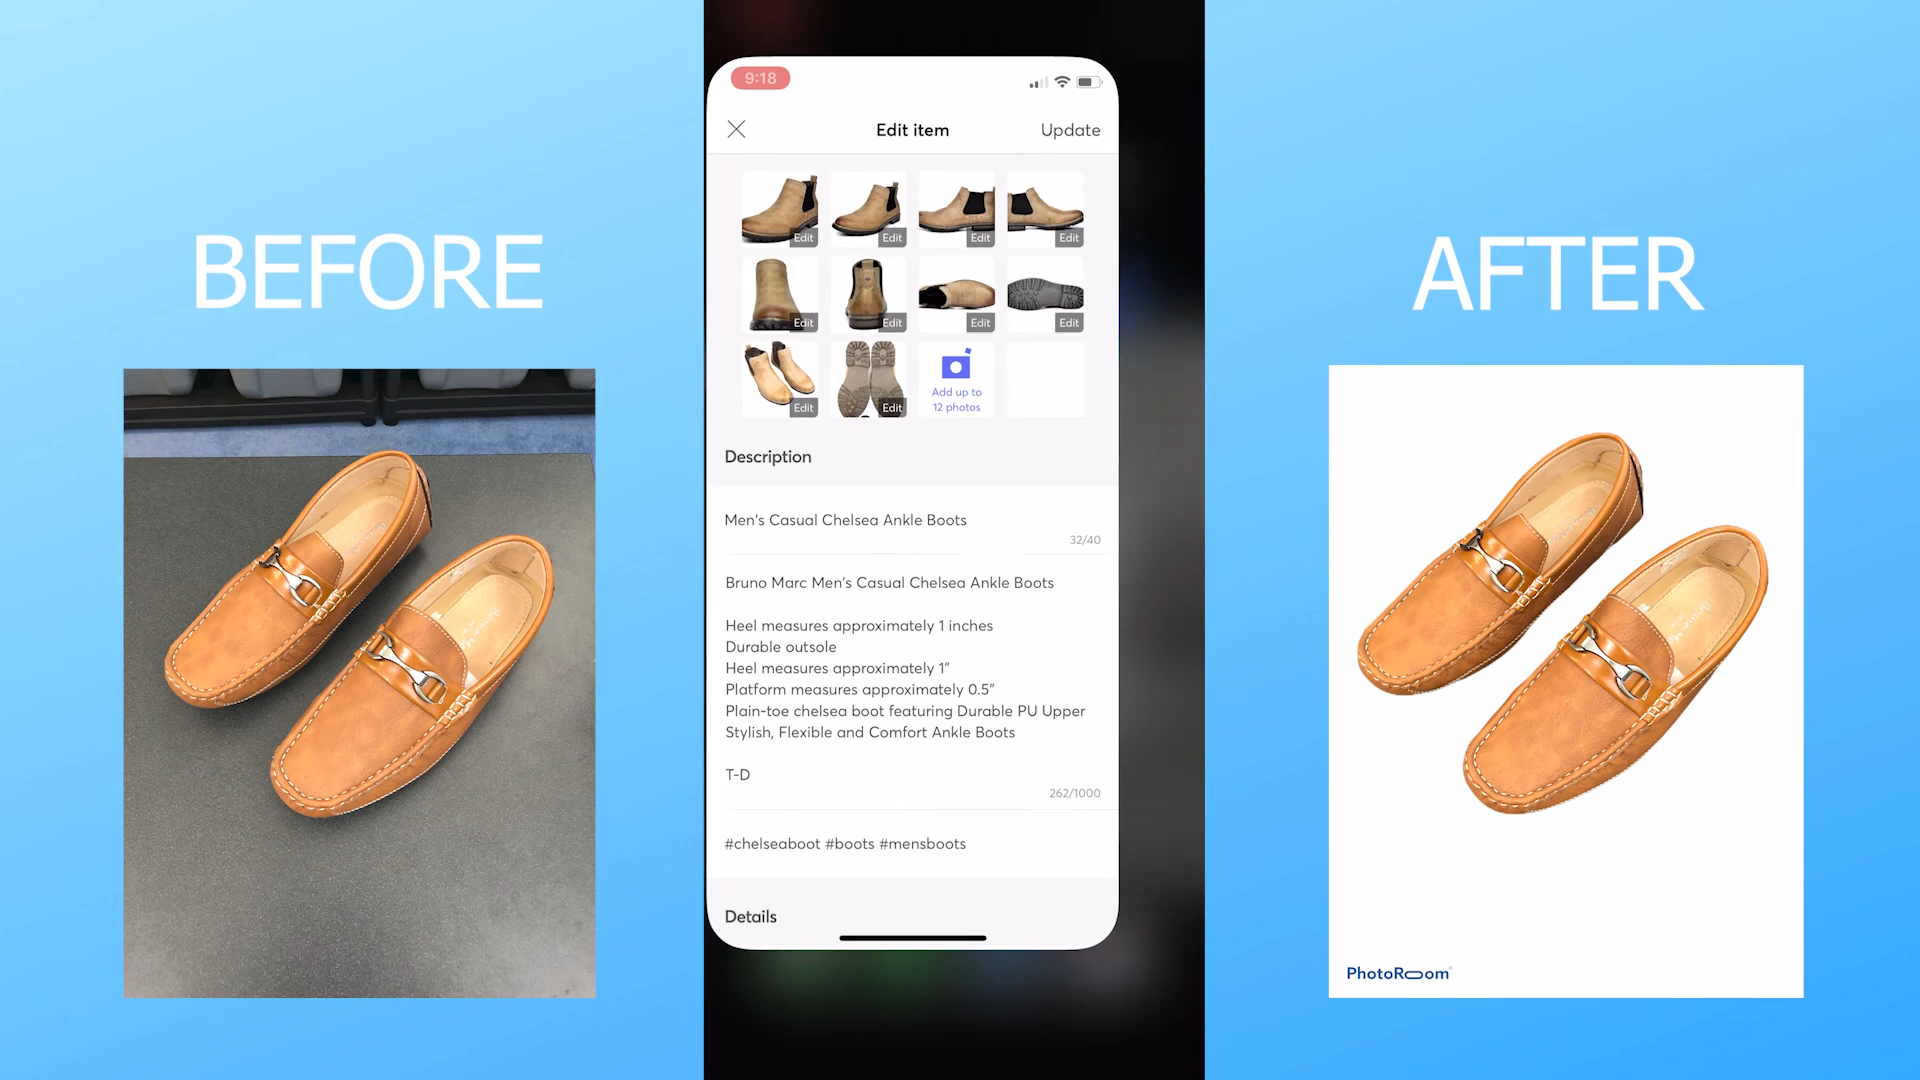 BEFORE
9:18
Edit item
Update
Edit
Edit
Edit
Edit
Edit
Edit
Edit
Edit
Edit
Edit
Add up to
12 photos
Description
Men's Casual Chelsea Ankle Boots
32/40
Bruno Marc Men's Casual Chelsea Ankle Boots
Heel measures approximately 1 inches
Durable outsole
Heel measures approximately 1"
Platform measures approximately 0.5"
Plain-toe chelsea boot featuring Durable PU Upper
Stylish, Flexible and Comfort Ankle Boots
T-D
262/1000
#chelseaboot #boots #mensboots
Details
AFTER
PhotoRoom